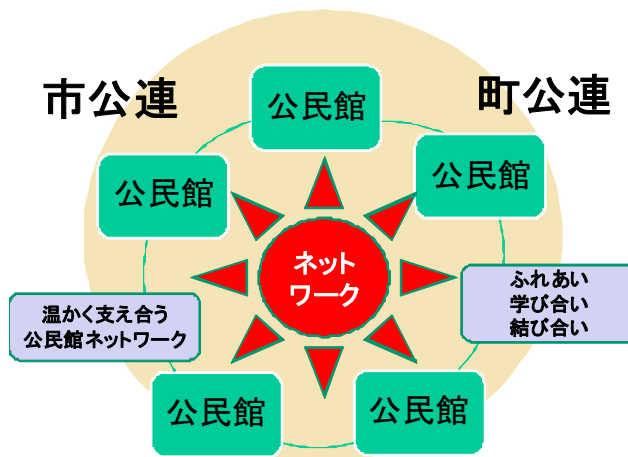 市公連
町公連
公民館
公民館
公民館
ネット
ワーク
温かく支え合う
公民館ネットワーク
ふれあい
学び合い
結び合い
公民館
公民館